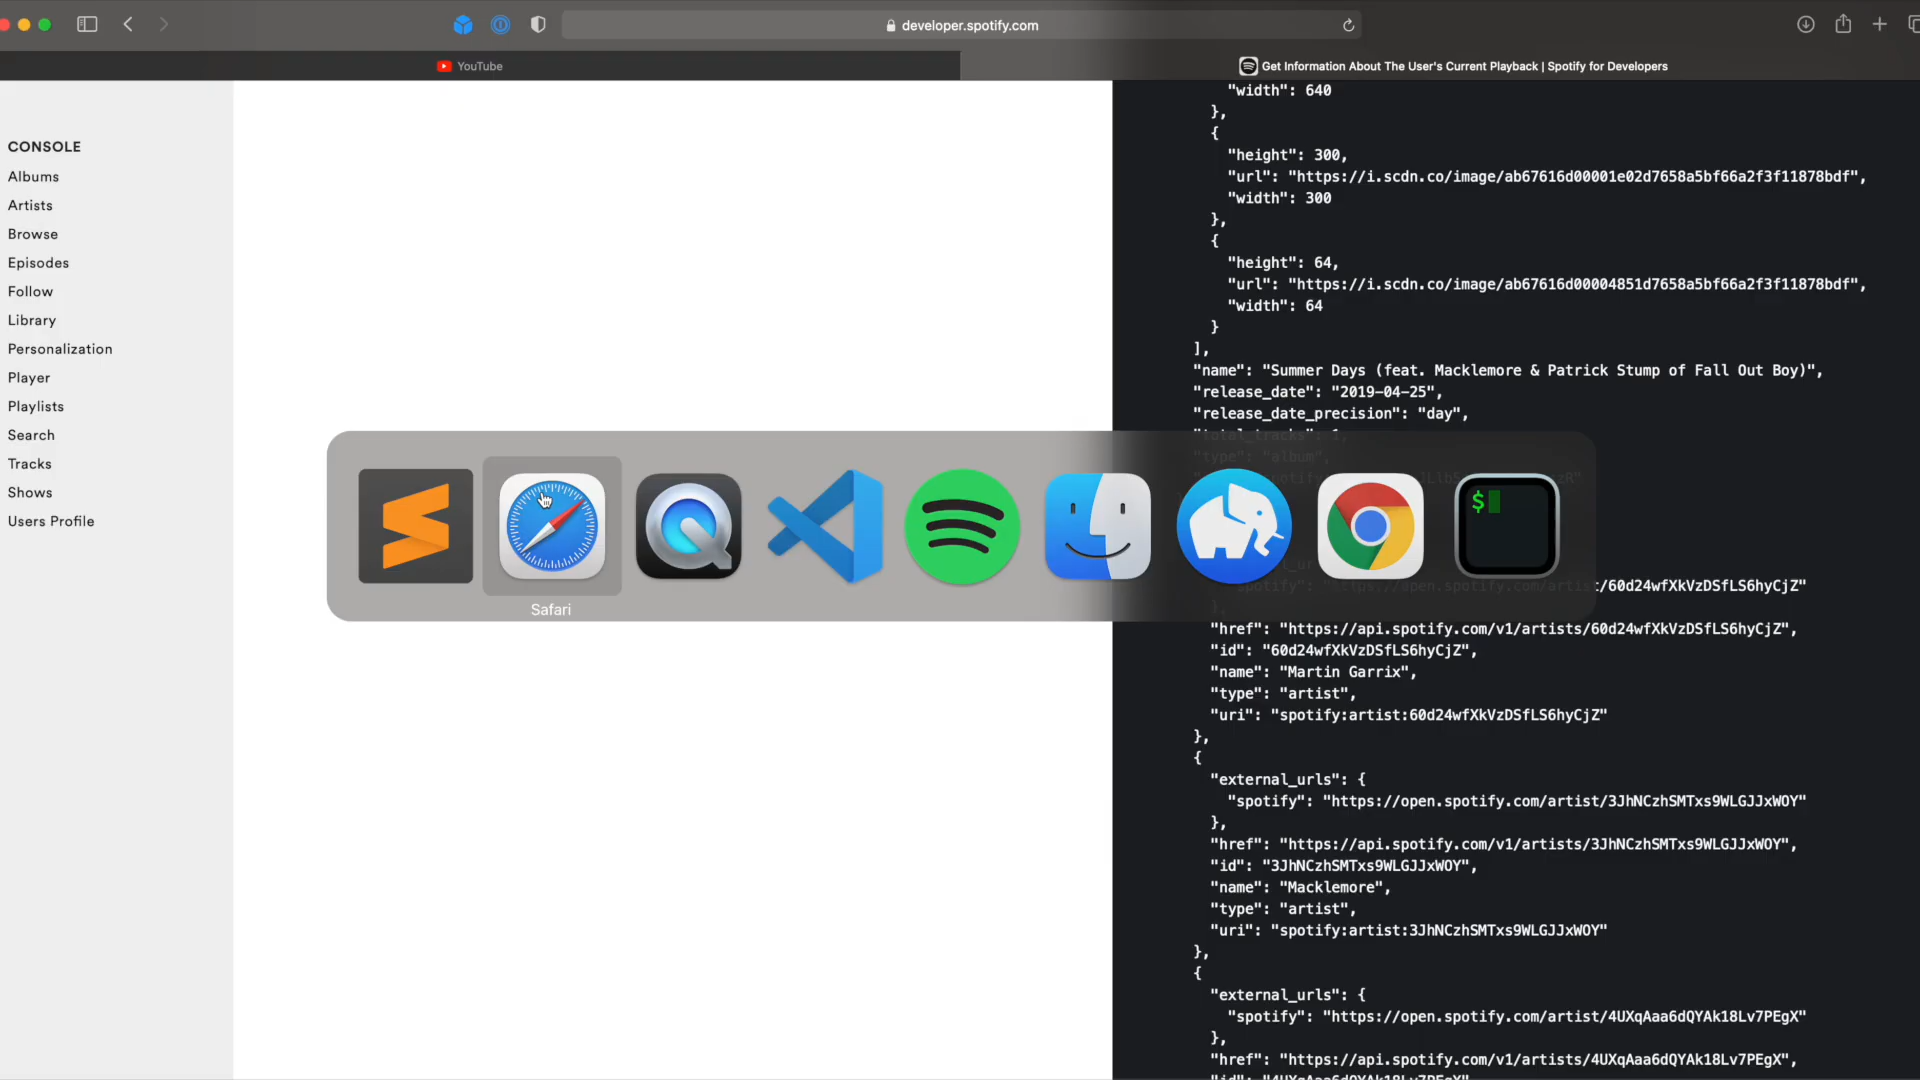 developer.spotify.com
YouTube
Get Information About The User's Current Playback | Spotify for Developers
CONSOLE
Albums
Artists
Browse
Episodes
Follow
Library
Personalization
Player
Playlists
Search
Tracks
Shows
Users Profile
"width": 640
},
{
"height": 300,
"url": "https://i.scdn.co/image/ab67616d00001e02d7658a5bf66a2f3f11878bdf",
"width": 300
},
{
"height": 64,
"url": "https://i.scdn.co/image/ab67616d00004851d7658a5bf66a2f3f11878bdf",
"width": 64
}
],
"name": "Summer Days (feat. Macklemore & Patrick Stump of Fall Out Boy)",
"release_date": "2019-04-25",
"release_date_precision": "day",
"total_tracks": 1,
"type": "album",
$
Safari
/60d24wfXkVzDSfLS6hyCjZ"
},
"href": "https://api.spotify.com/v1/artists/60d24wfXkVzDSfLS6hyCjZ",
"id": "60d24wfXkVzDSfLS6hyCjZ",
"name": "Martin Garrix",
"type": "artist",
"uri": "spotify:artist:60d24wfXkVzDSfLS6hyCjZ"
},
{
"external_urls": {
"spotify": "https://open.spotify.com/artist/3JhNCzhSMTxs9WLGJJxWOY"
},
"href": "https://api.spotify.com/v1/artists/3JhNCzhSMTxs9WLGJJxWOY",
"id": "3JhNCzhSMTxs9WLGJJxWOY",
"name": "Macklemore",
"type": "artist",
"uri": "spotify:artist:3JhNCzhSMTxs9WLGJJxWOY"
},
{
"external_urls": {
"spotify": "https://open.spotify.com/artist/4UXqAaa6dQYAk18Lv7PEgX"
},
"href": "https://api.spotify.com/v1/artists/4UXqAaa6dQYAk18Lv7PEgX",